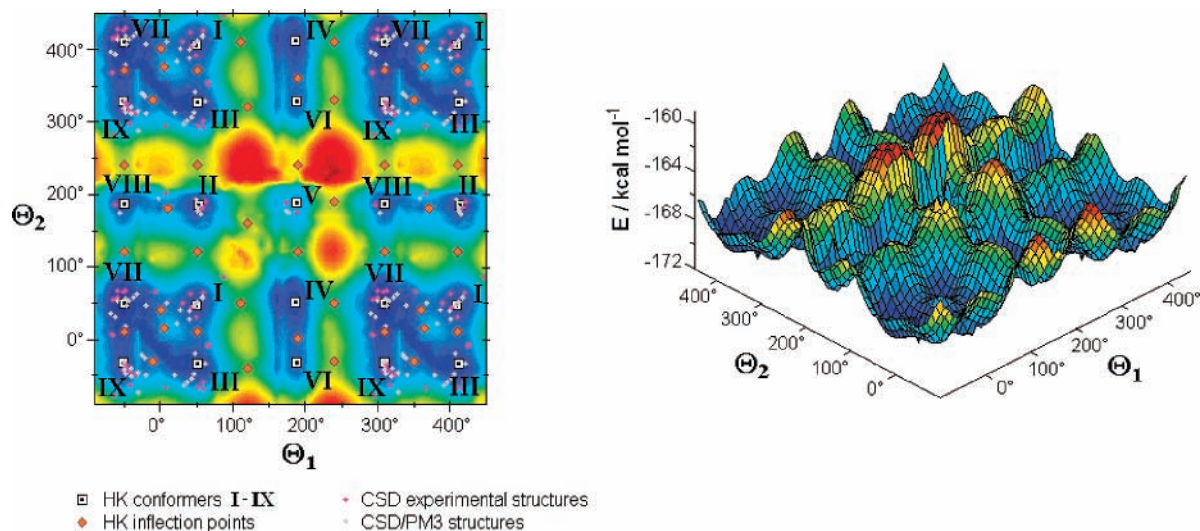 VII I IV VII I
400°
300°
IX III VI IX III
200°
VIII II V VIII II
Θ₂
100°
VII I IV VII I
0°
IX III VI IX III
0° 100° 200° 300° 400°
Θ₁
HK conformers I-IX
CSD experimental structures
HK inflection points
CSD/PM3 structures
-160
-164
-168
-172
E / kcal mol⁻¹
400°
300°
200°
100°
0°
Θ₂
0°
100°
200°
300°
400°
Θ₁